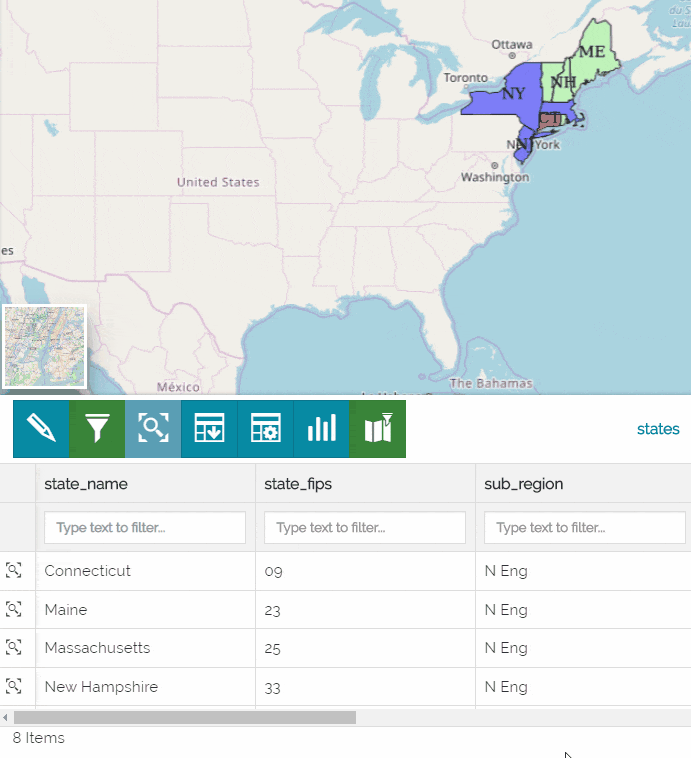 Ottawa
ME
Toronto
NH
NY
CT
NJ
Washington
United States
es
México
The Bahamas
states
state_name state_fips sub_region
Type text to filter... Type text to filter... Type text to filter...
Connecticut 09 N Eng
Maine 23 N Eng
Massachusetts 25 N Eng
New Hampshire 33 N Eng
8 Items